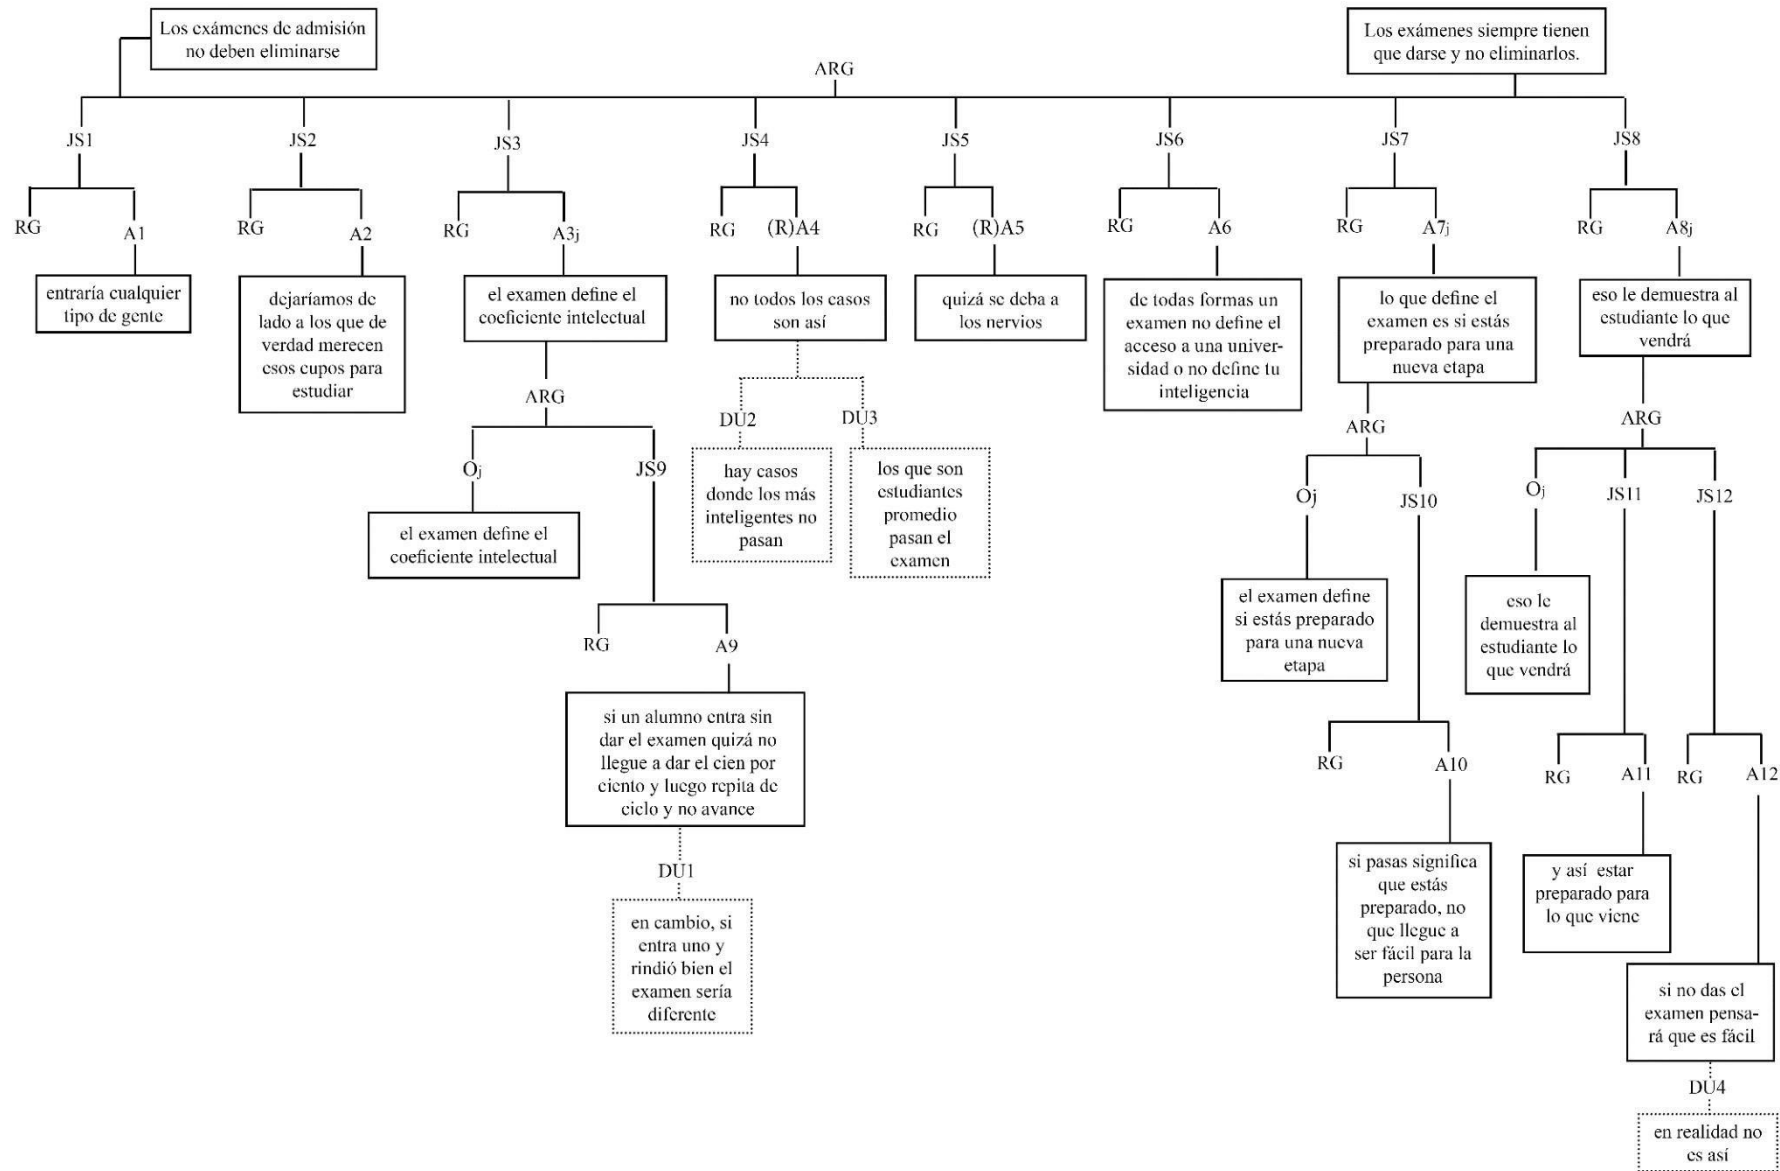 Los exámenes de admisión
no deben eliminarse
Los exámenes siempre tienen
que darse y no eliminarlos.
ARG
JS1
JS2
JS3
JS4
JS5
JS6
JS7
JS8
RG
A1
RG
A2
RG
A3j
RG
(R)A4
RG
(R)A5
RG
A6
RG
A7j
RG
A8j
entraría cualquier
tipo de gente
dejaríamos de
lado a los que de
verdad merecen
esos cupos para
estudiar
el examen define el
coeficiente intelectual
no todos los casos
son así
quizá se deba a
los nervios
de todas formas un
examen no define el
acceso a una univer-
sidad o no define tu
inteligencia
lo que define el
examen es si estás
preparado para una
nueva etapa
eso le demuestra al
estudiante lo que
vendrá
ARG
Oj
JS9
el examen define el
coeficiente intelectual
DU2
DU3
hay casos
donde los más
inteligentes no
pasan
los que son
estudiantes
promedio
pasan el
examen
ARG
Oj
JS10
ARG
Oj
JS11
JS12
el examen define
si estás preparado
para una nueva
etapa
eso le
demuestra al
estudiante lo
que vendrá
RG
A9
si un alumno entra sin
dar el examen quizá no
llegue a dar el cien por
ciento y luego repita de
ciclo y no avance
DU1
en cambio, si
entra uno y
rindió bien el
examen sería
diferente
RG
A10
RG
A11
RG
A12
si pasas significa
que estás
preparado, no
que llegue a
ser fácil para la
persona
y así estar
preparado para
lo que viene
si no das el
examen pensa-
rá que es fácil
DU4
en realidad no
es así